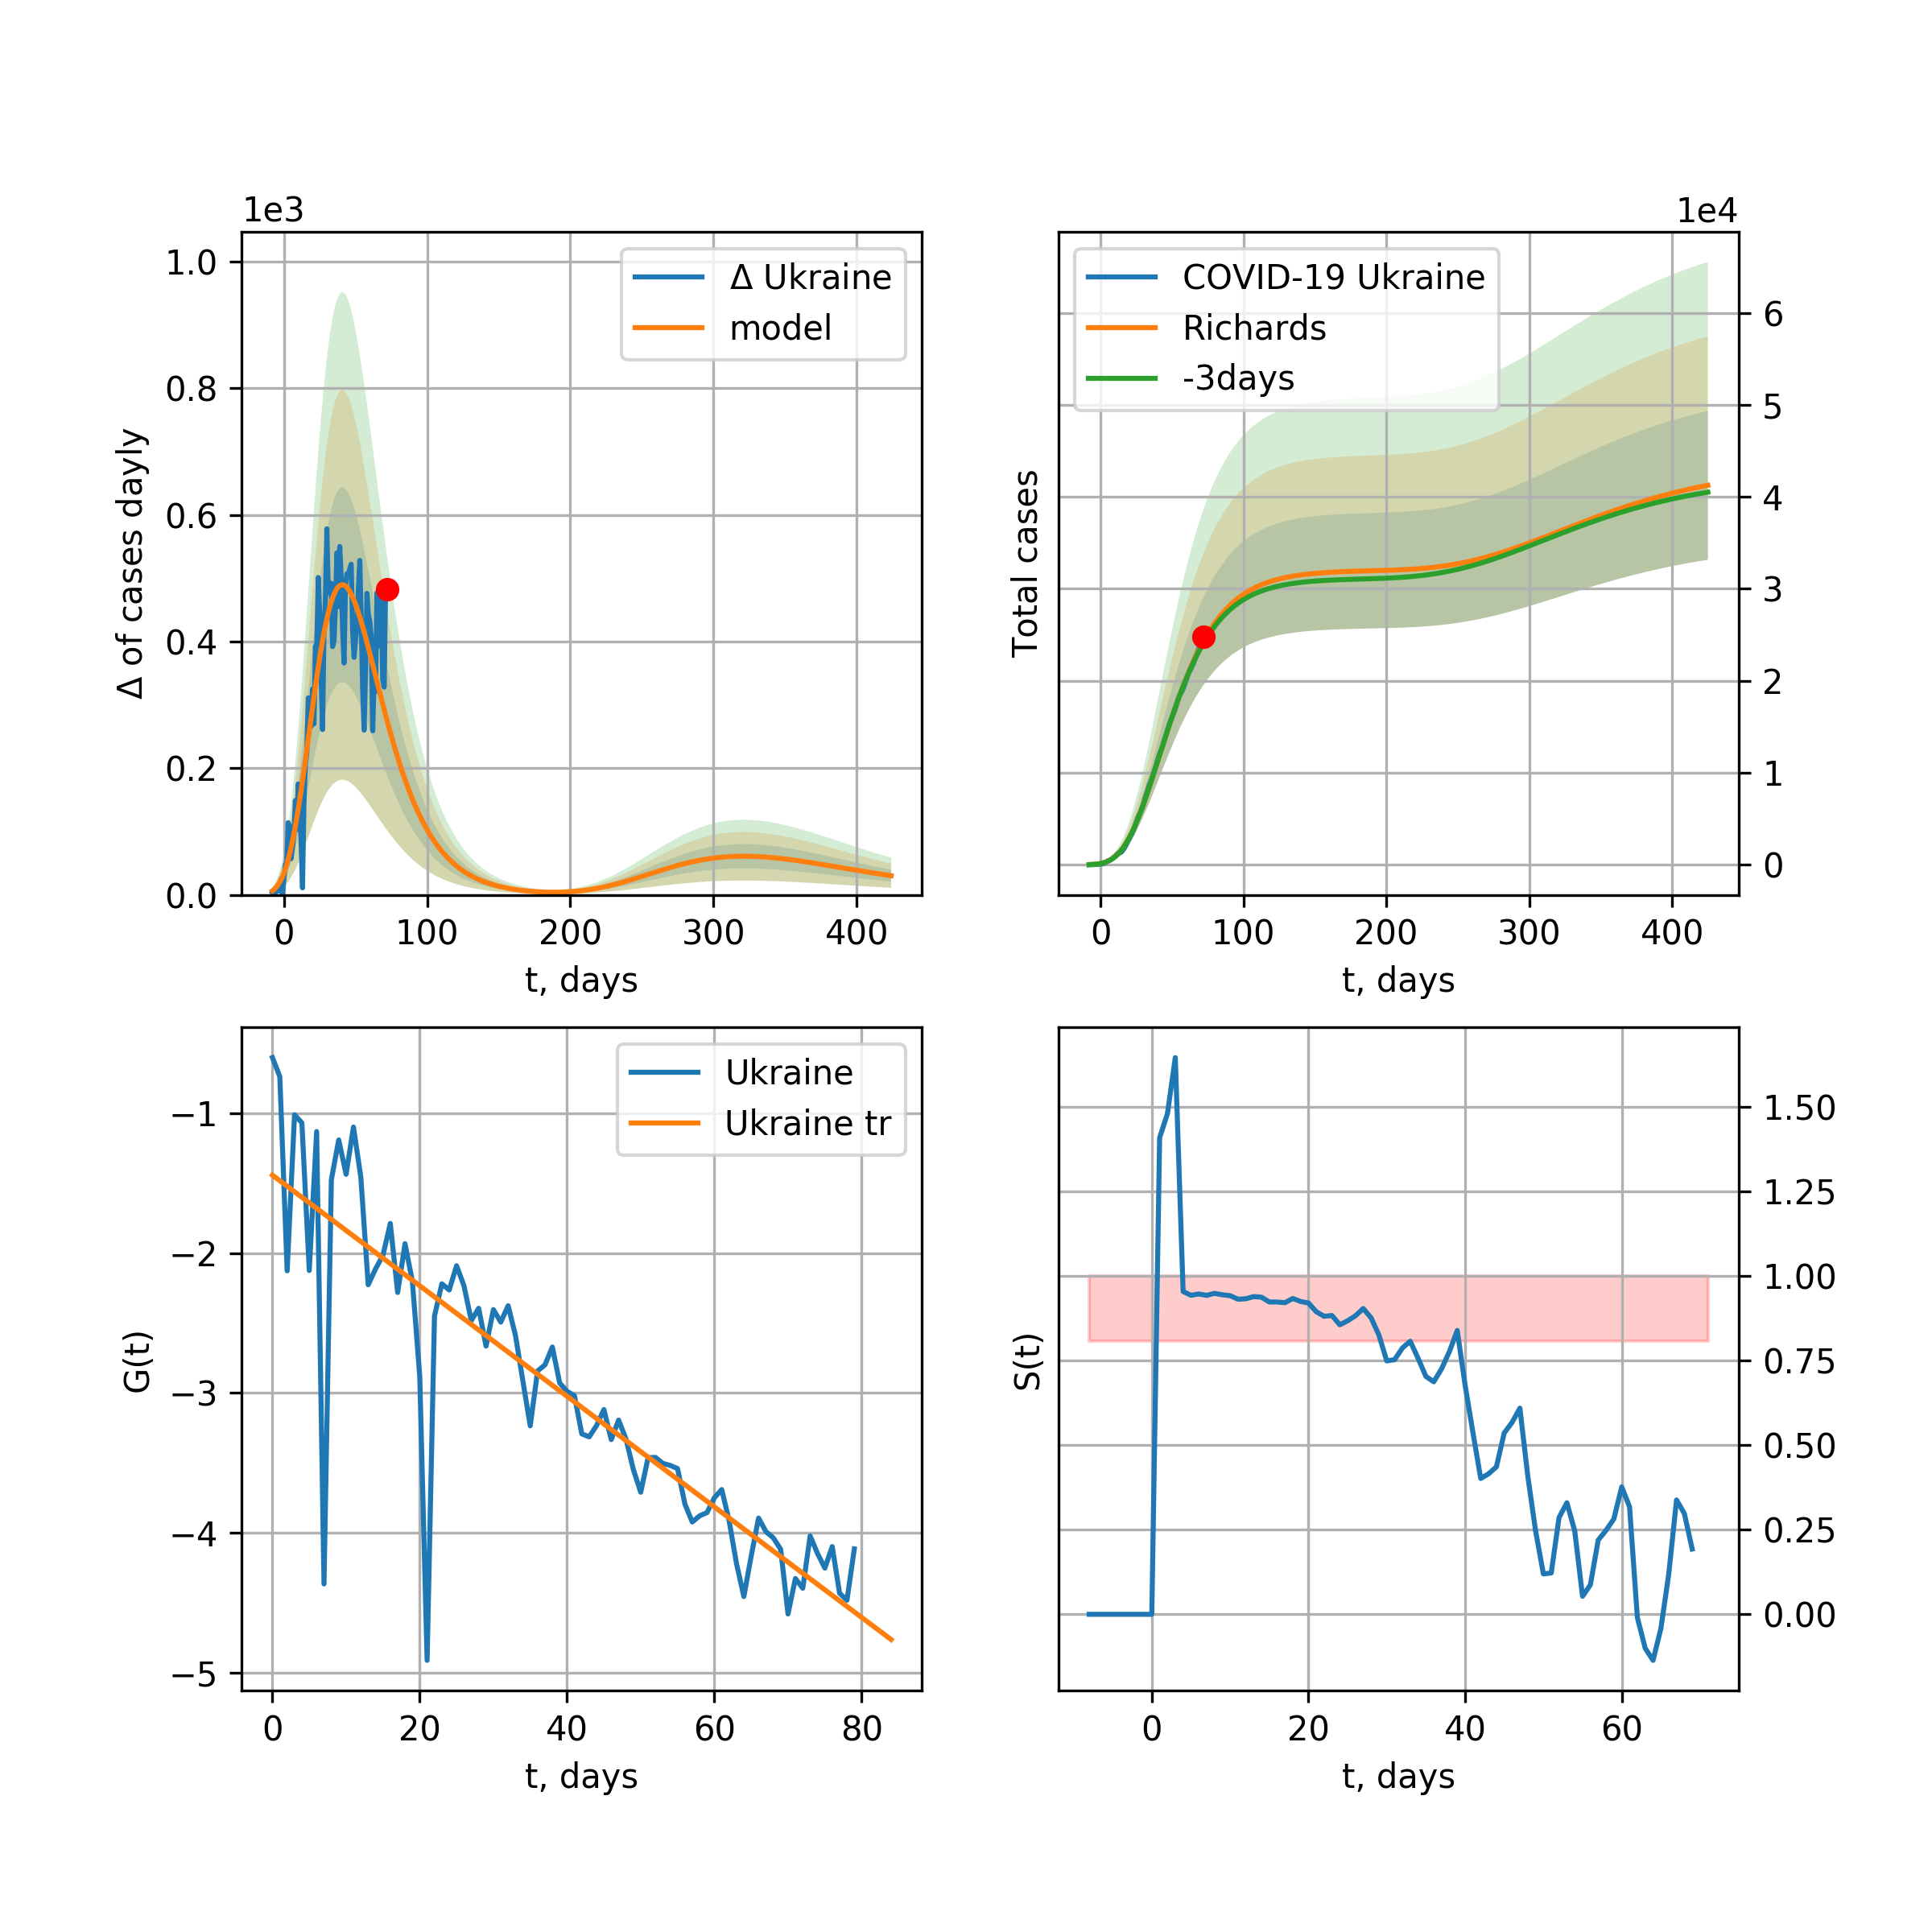 1e3
1.0
0.8
0.6
0.4
0.2
0.0
Δ of cases dayly
Δ Ukraine
model
0 100 200 300 400
t, days
1e4
COVID-19 Ukraine
Richards
-3days
Total cases
6
5
4
3
2
1
0
0 100 200 300 400
t, days
G(t)
−1
−2
−3
−4
−5
Ukraine
Ukraine tr
0 20 40 60 80
t, days
S(t)
1.50
1.25
1.00
0.75
0.50
0.25
0.00
0 20 40 60
t, days